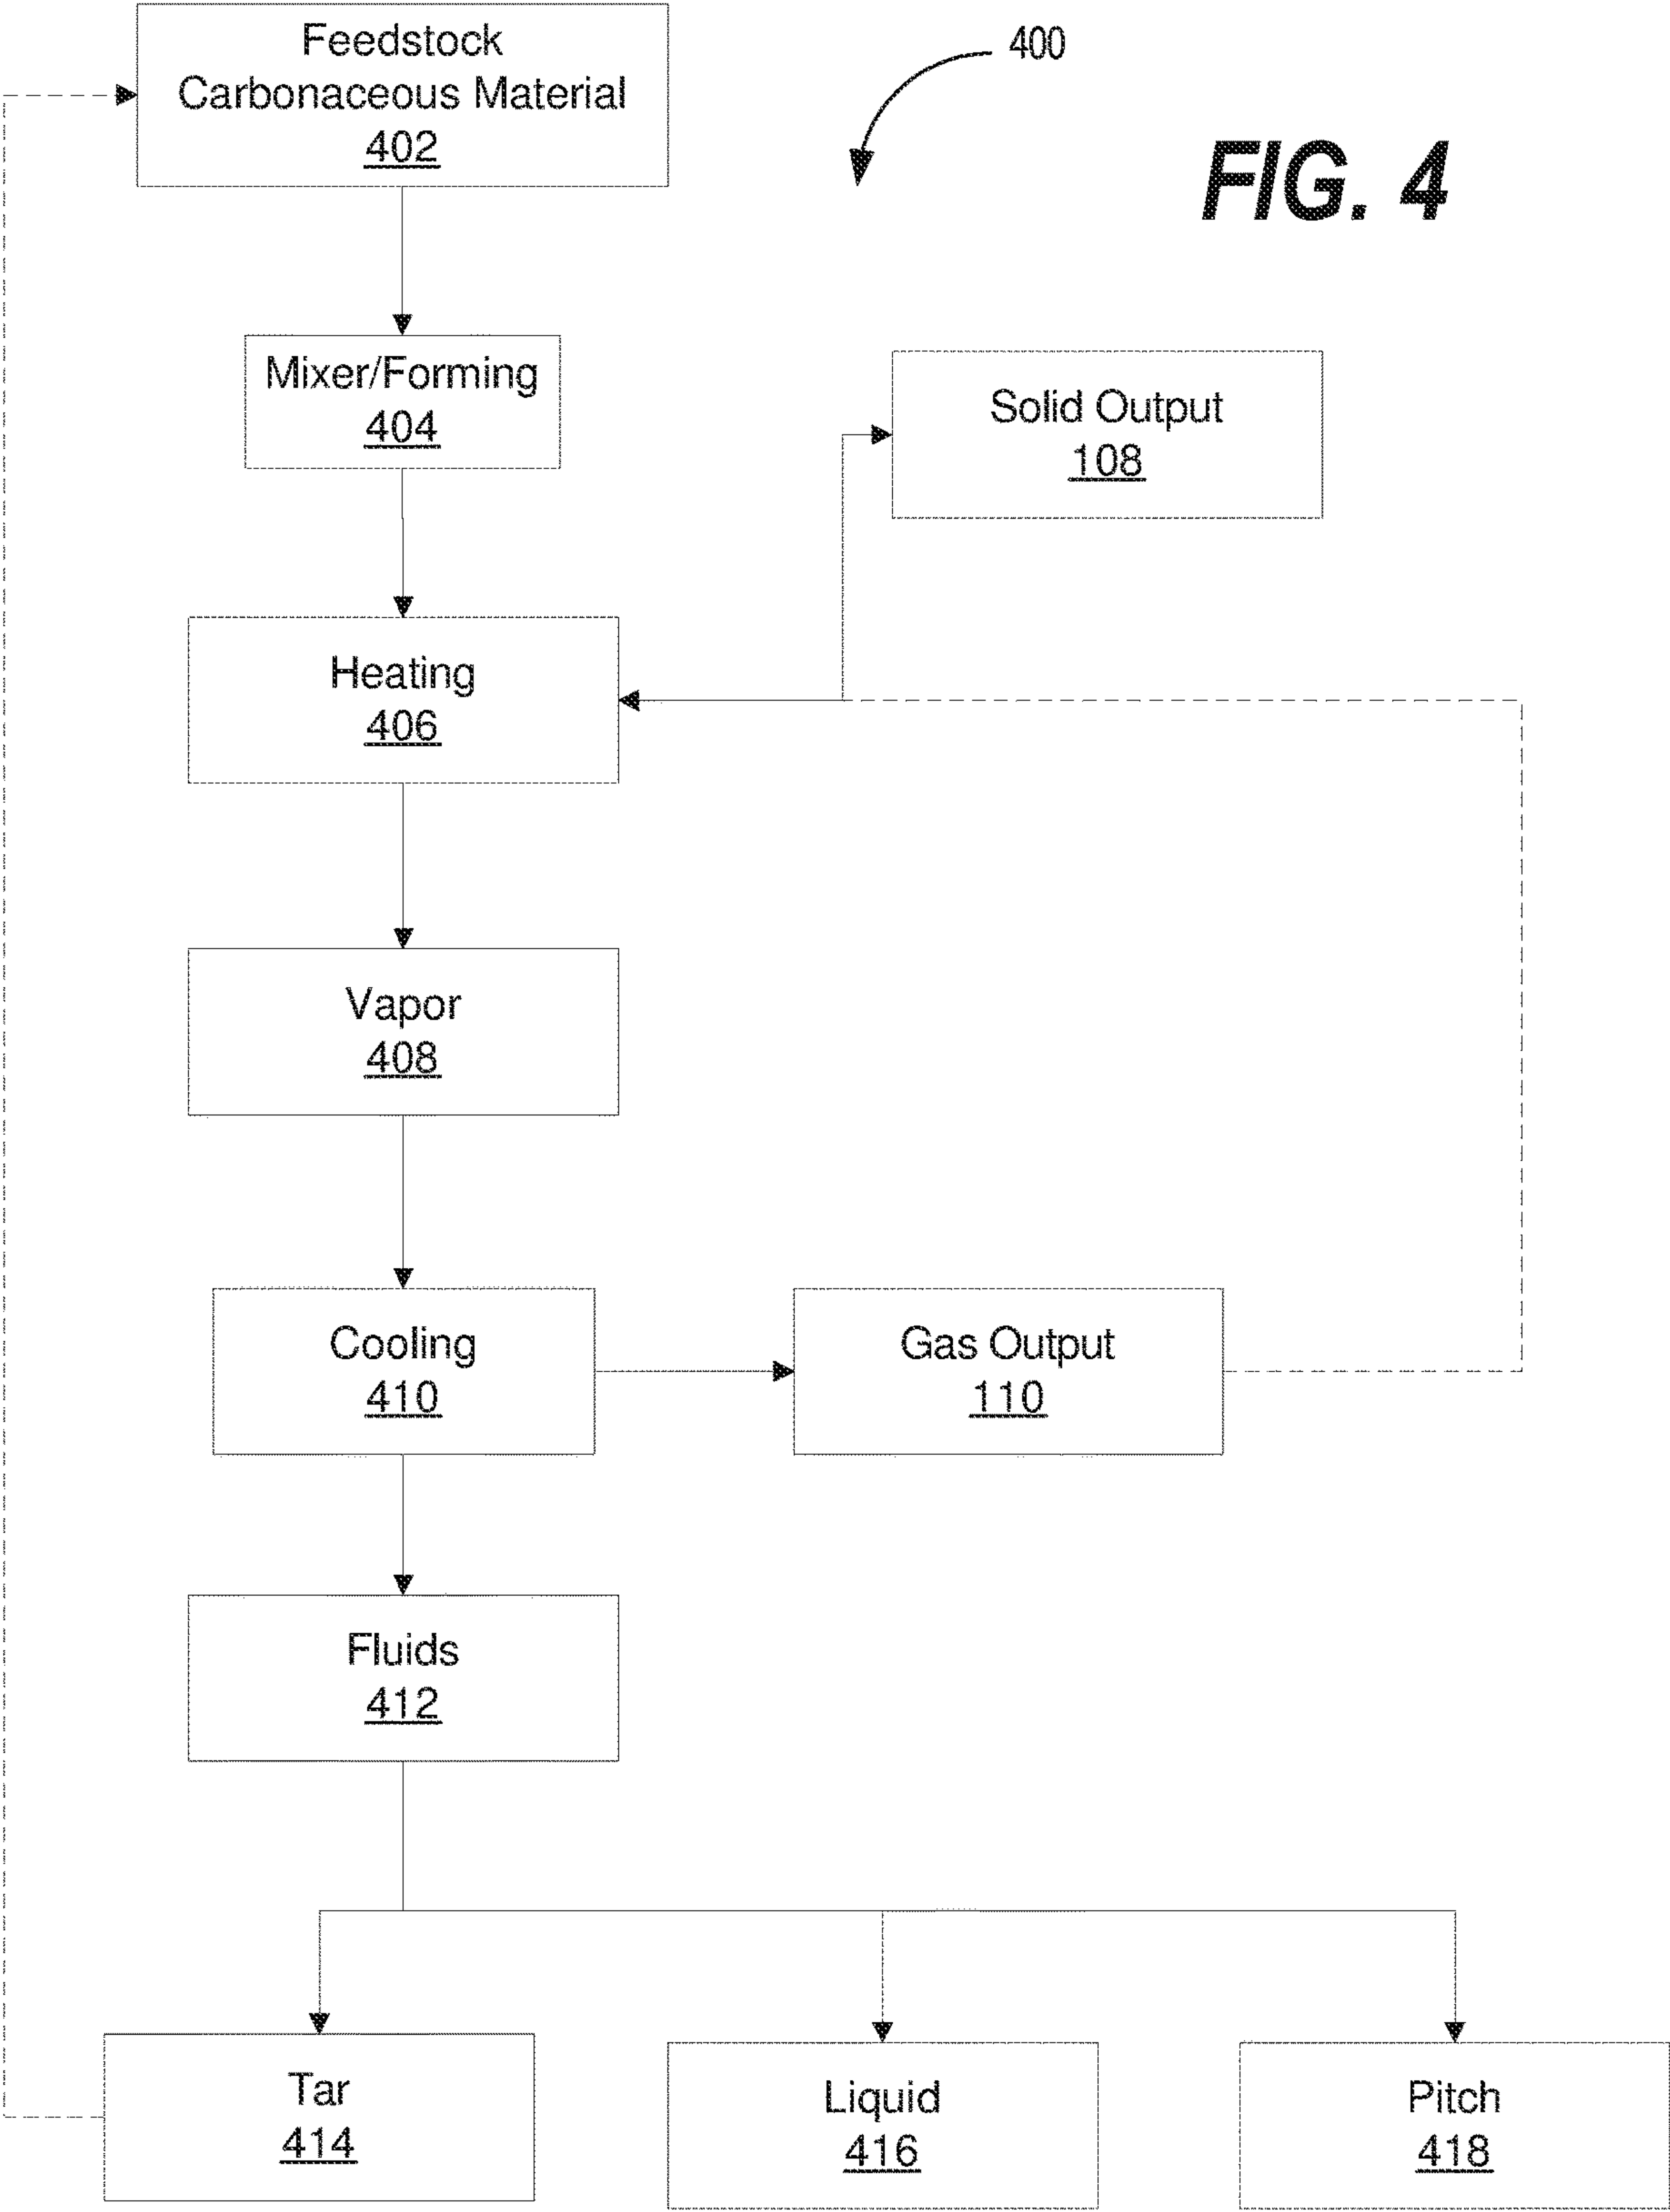 Feedstock
Carbonaceous Material
402
400
FIG. 4
Mixer/Forming
404
Solid Output
108
Heating
406
Vapor
408
Cooling
410
Gas Output
110
Fluids
412
Tar
414
Liquid
416
Pitch
418